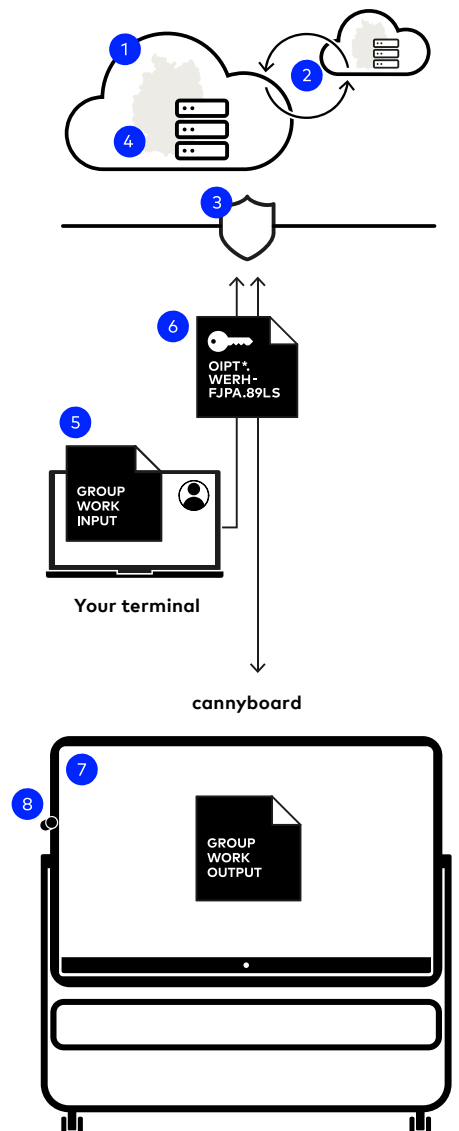 1
2
4
3
6
OIPT*.
WERH-
FJPA.89LS
5
GROUP
WORK
INPUT
Your terminal
cannyboard
7
8
GROUP
WORK
OUTPUT